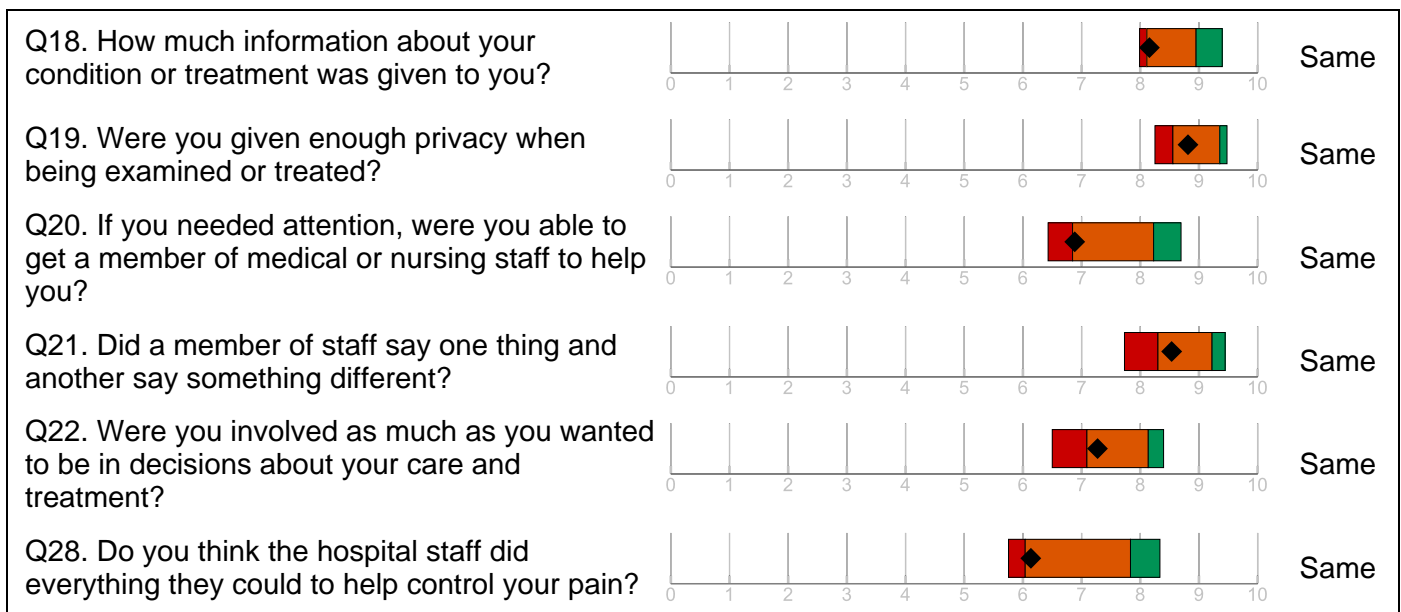 Q18. How much information about your
condition or treatment was given to you?
0 1 2 3 4 5 6 7 8 9 10
Same
Q19. Were you given enough privacy when
being examined or treated?
0 1 2 3 4 5 6 7 8 9 10
Same
Q20. If you needed attention, were you able to
get a member of medical or nursing staff to help
you?
0 1 2 3 4 5 6 7 8 9 10
Same
Q21. Did a member of staff say one thing and
another say something different?
0 1 2 3 4 5 6 7 8 9 10
Same
Q22. Were you involved as much as you wanted
to be in decisions about your care and
treatment?
0 1 2 3 4 5 6 7 8 9 10
Same
Q28. Do you think the hospital staff did
everything they could to help control your pain?
0 1 2 3 4 5 6 7 8 9 10
Same